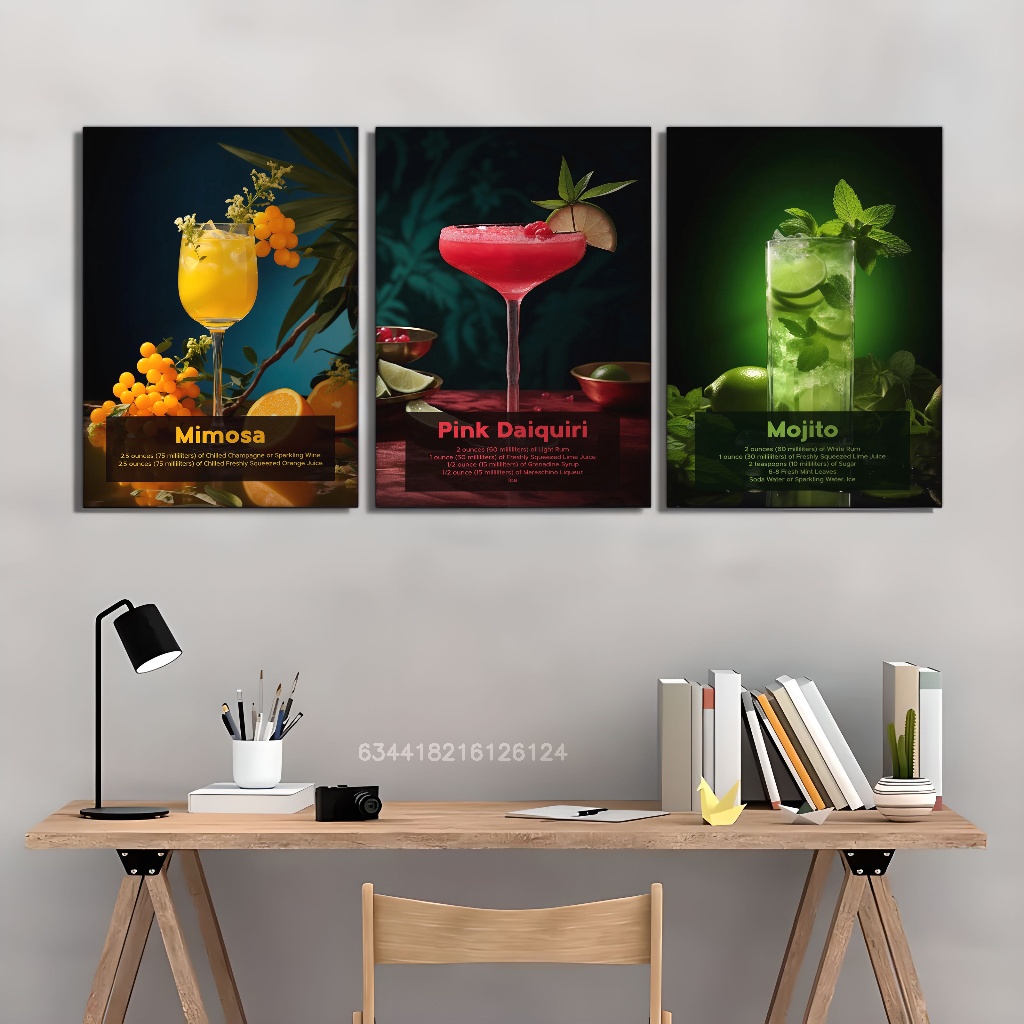 Mimosa
2.5 ounces (75 milliliters) of Chilled Champagne or Sparkling Wine
2.5 ounces (75 milliliters) of Chilled Freshly Squeezed Orange Juice
Pink Daiquiri
2 ounces (60 milliliters) of Light Rum
1 ounce (30 milliliters) of Freshly Squeezed Lime Juice
1/2 ounce (15 milliliters) of Grenadine Syrup
1/2 ounce (15 milliliters) of Maraschino Liqueur
Ice
Mojito
2 ounces (60 milliliters) of White Rum
1 ounce (30 milliliters) of Freshly Squeezed Lime Juice
2 teaspoons (10 milliliters) of Sugar
6-8 Fresh Mint Leaves
Soda Water or Sparkling Water, Ice
634418216126124